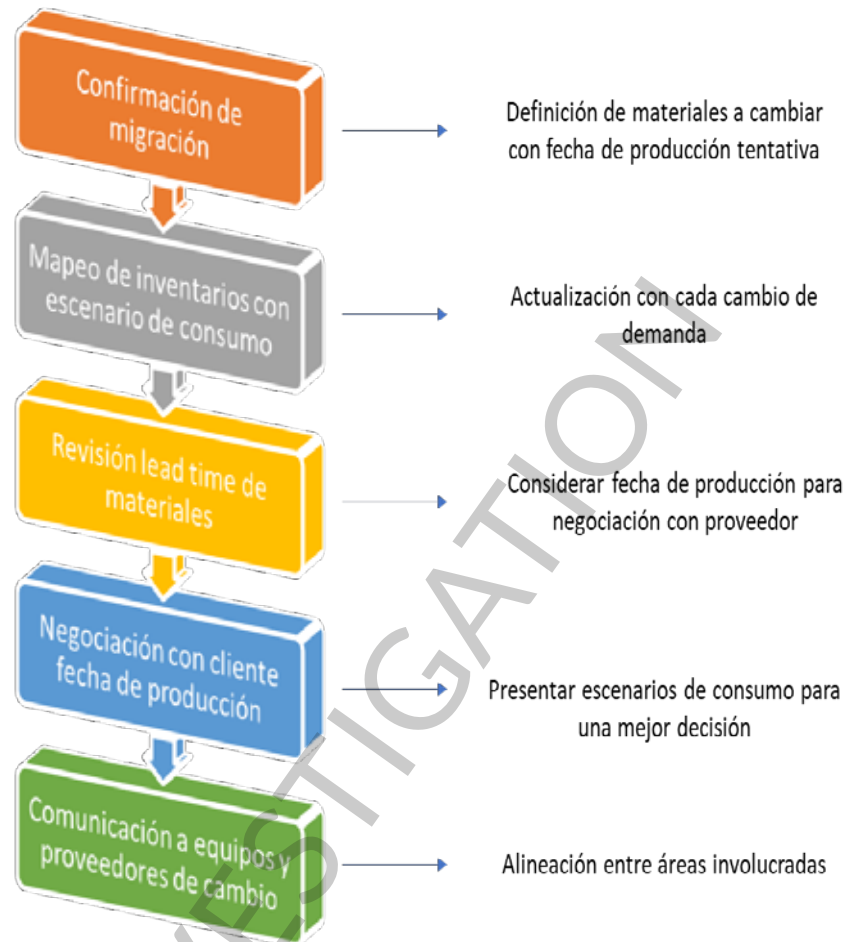 Confirmación de
migración
Definición de materiales a cambiar
con fecha de producción tentativa
Mapeo de inventarios con
escenario de consumo
Actualización con cada cambio de
demanda
Revisión lead time de
materiales
Considerar fecha de producción para
negociación con proveedor
Negociación con cliente
fecha de producción
Presentar escenarios de consumo para
una mejor decisión
Comunicación a equipos y
proveedores de cambio
Alineación entre áreas involucradas
VESTIGATION